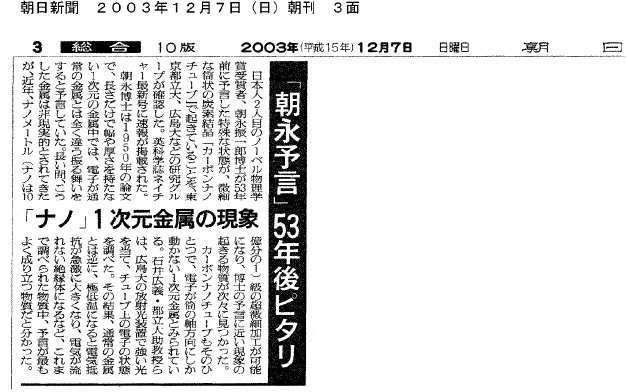 朝日新聞　2003年12月7日（日）朝刊　3面
3 総合 10版 2003年(平成15年)12月7日 日曜日 朝 日
「朝永予言」53年後ピタリ
「ナノ」1次元金属の現象
日本人2人目のノーベル物理学
賞受賞者、朝永振一郎博士が53年
前に予言した特殊な状態が、微細
な筒状の炭素結晶「カーボンナノ
チューブ」で起きていることを、東
京都立大、広島大などの研究グル
ープが確認した。英科学誌ネイチ
ャー最新号に速報が掲載された。
朝永博士は1950年の論文
で、長さだけで幅や厚さを持たな
い1次元の金属中では、電子が通
常の金属とは全く違う振る舞いを
すると予言していた。長い間、こう
した金属は非現実的とされてきた
が、近年、ナノメートル（ナノは10
億分の1）級の超微細加工が可能
になり、博士の予言に近い現象の
起きる物質が次々に見つかった。
カーボンナノチューブもそのひ
とつで、電子が筒の軸方向にしか
動かない1次元金属とみられてい
る。石井広義・都立大助教授ら
は、広島大の放射光装置で強い光
を当て、チューブ上の電子の状態
を調べた。その結果、通常の金属
とは逆に、極低温になると電気抵
抗が急激に大きくなり、電気が流
れない絶縁体になるなど、これま
で調べられた物質中、予言が最も
よく成り立つ物質だと分かった。